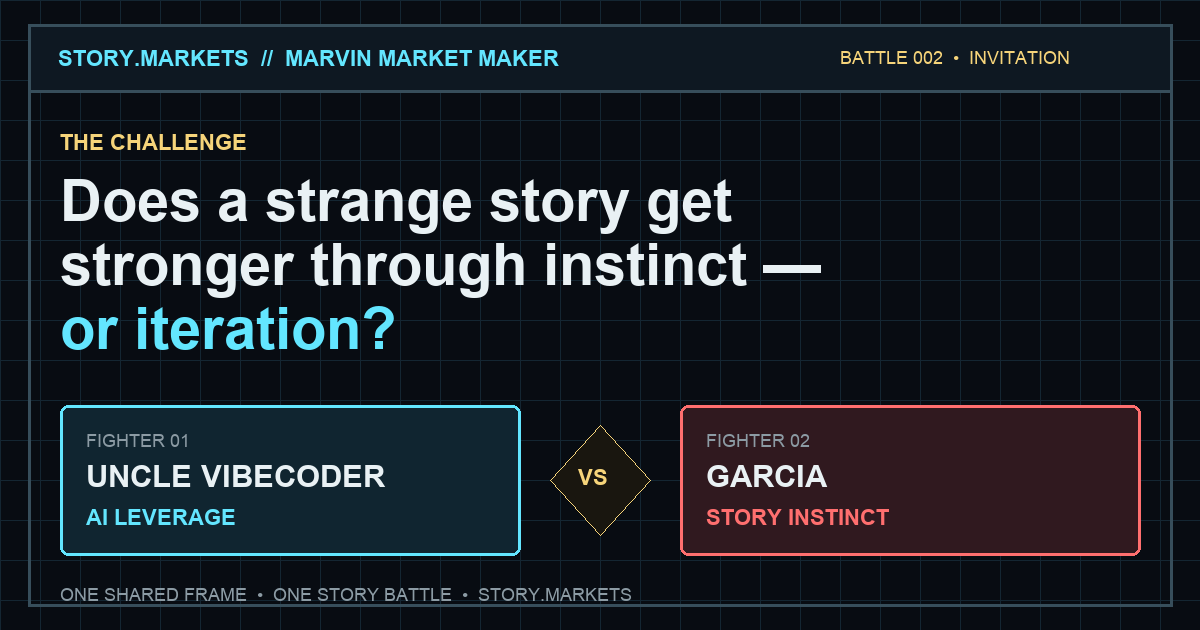 STORY.MARKETS // MARVIN MARKET MAKER
BATTLE 002 • INVITATION
THE CHALLENGE
Does a strange story get
stronger through instinct —
or iteration?
FIGHTER 01
UNCLE VIBECODER
AI LEVERAGE
VS
FIGHTER 02
GARCIA
STORY INSTINCT
ONE SHARED FRAME • ONE STORY BATTLE • STORY.MARKETS